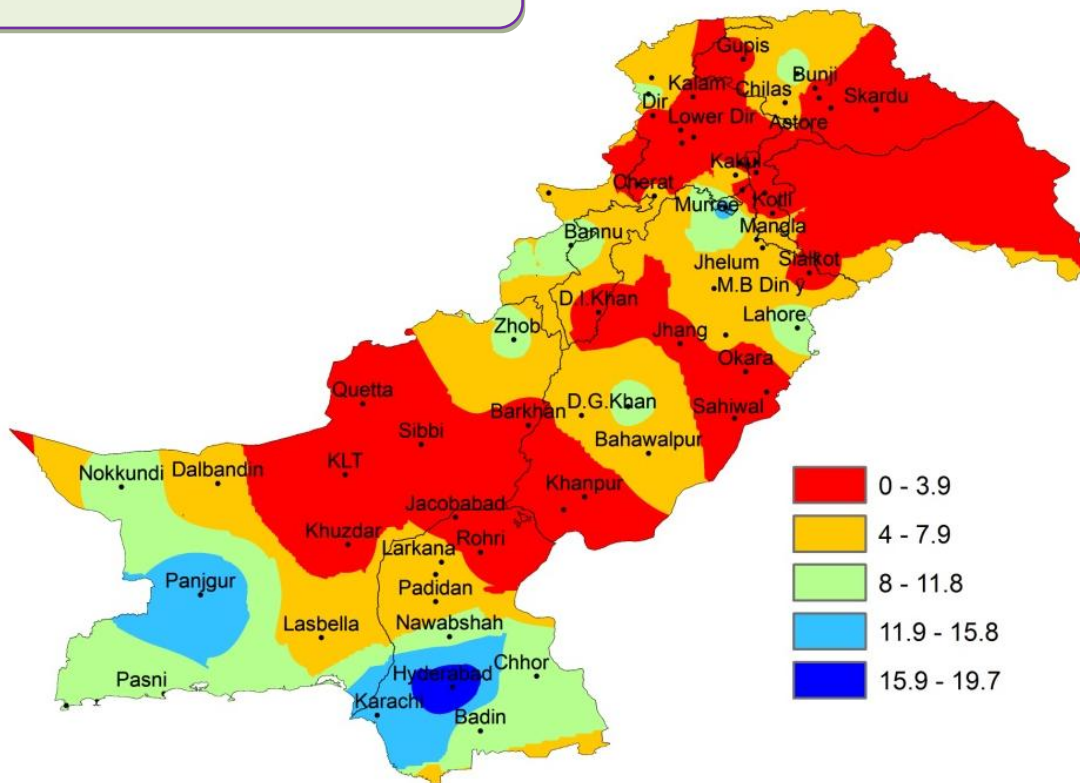 Gupis
Bunji
Kalam
Chilas
Skardu
Dir
Lower Dir
Astore
Kakul
Cherat
Murree
Kotli
Mangla
Bannu
Jhelum
Sialkot
M.B Din y
D.I.Khan
Lahore
Zhob
Jhang
Okara
Quetta
Barkhan
D.G.Khan
Sahiwal
Sibbi
Bahawalpur
Nokkundi
Dalbandin
KLT
Khanpur
Jacobabad
Khuzdar
Rohri
Larkana
Panjgur
Padidan
Lasbella
Nawabshah
Chhor
Pasni
Hyderabad
Karachi
Badin
0 - 3.9
4 - 7.9
8 - 11.8
11.9 - 15.8
15.9 - 19.7